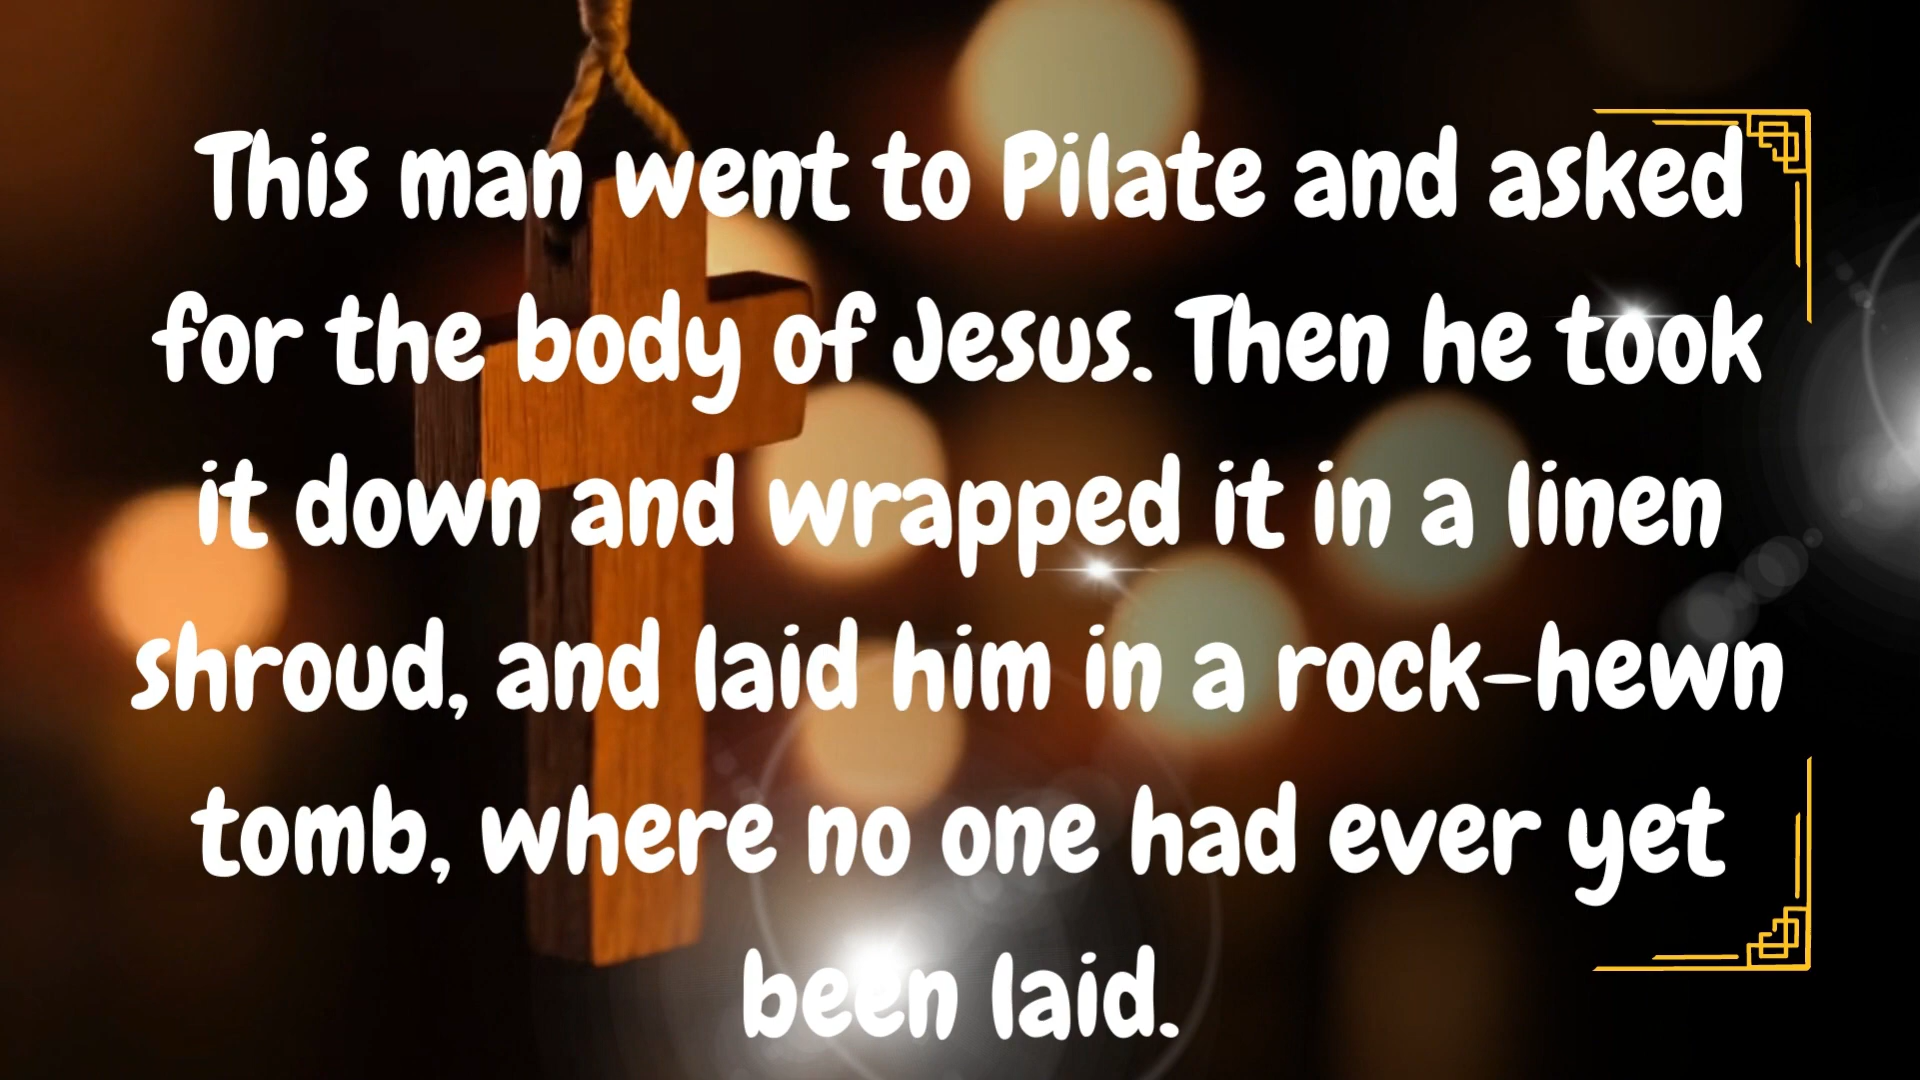 This man went to Pilate and asked
for the body of Jesus. Then he took
it down and wrapped it in a linen
shroud, and laid him in a rock-hewn
tomb, where no one had ever yet
been laid.